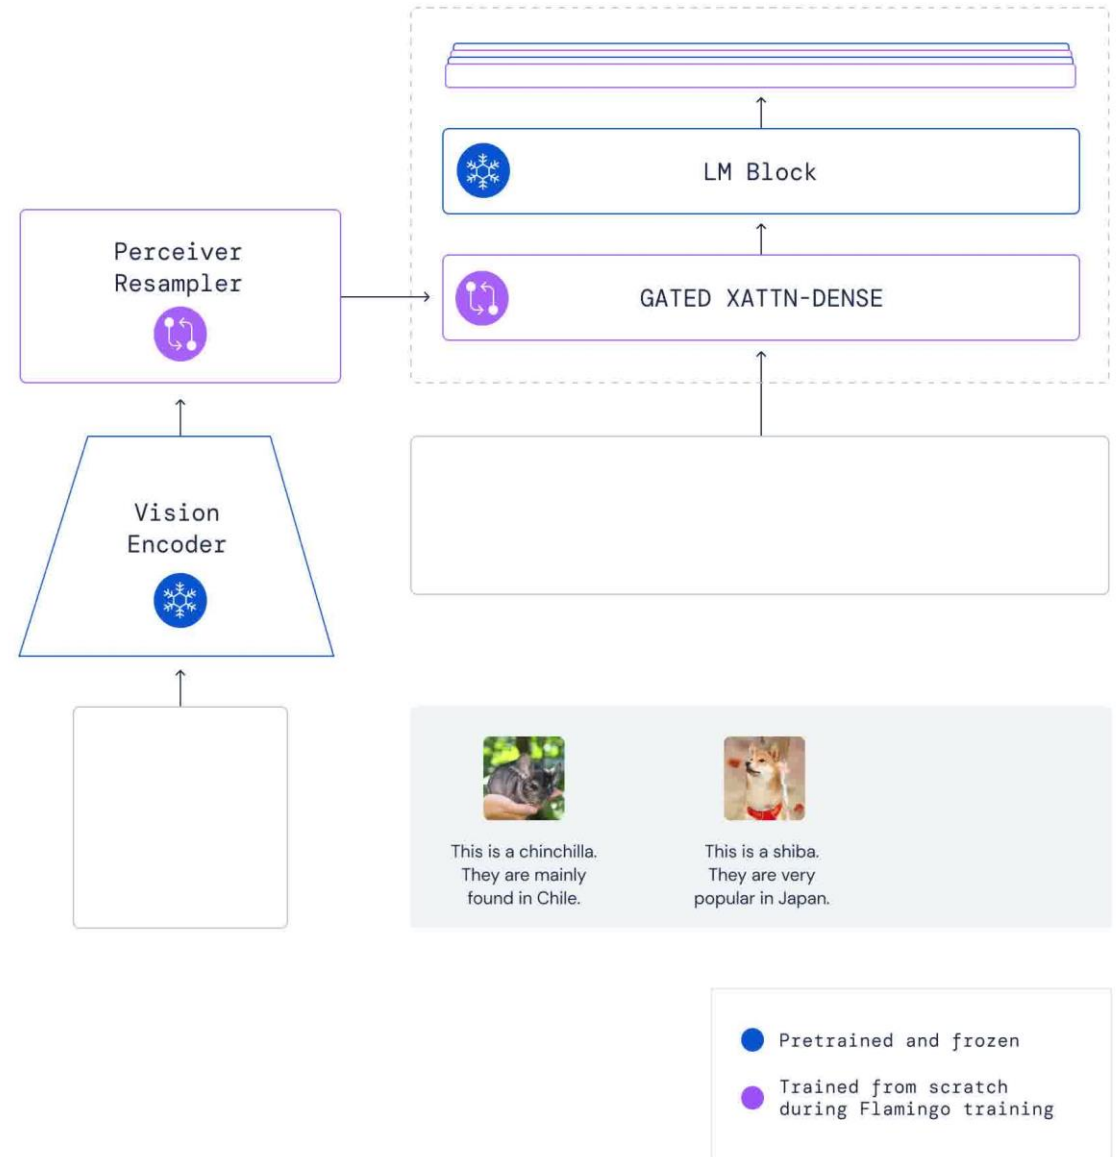 LM Block
Perceiver
Resampler
GATED XATTN-DENSE
Vision
Encoder
This is a chinchilla.
They are mainly
found in Chile.
This is a shiba.
They are very
popular in Japan.
Pretrained and frozen
Trained from scratch
during Flamingo training